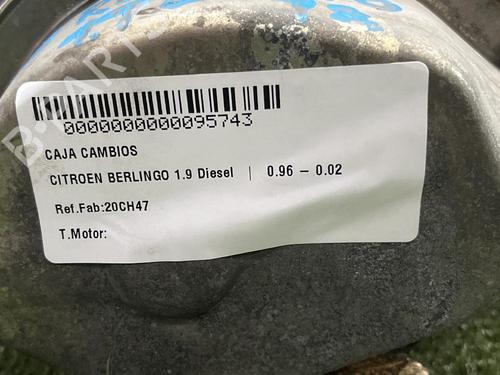 0000000000095743
CAJA CAMBIOS
CITROEN BERLINGO 1.9 Diesel | 0.96 – 0.02
Ref.Fab:20CH47
T.Motor: